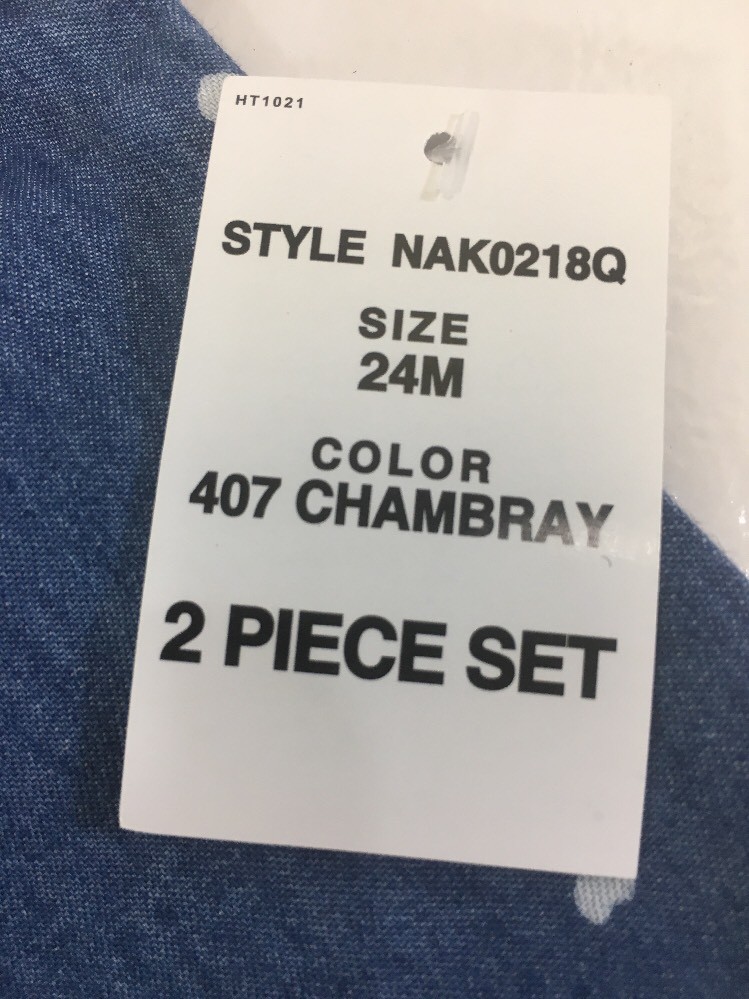 HT1021
STYLE NAK0218Q
SIZE
24M
COLOR
407 CHAMBRAY
2 PIECE SET